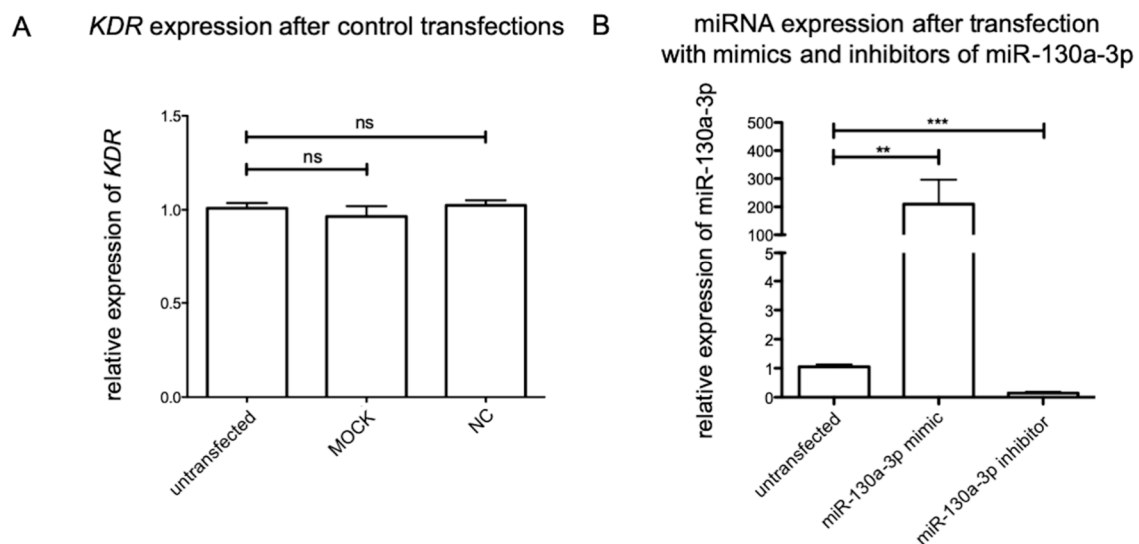 A
KDR expression after control transfections
relative expression of KDR
1.5
1.0
0.5
0.0
ns
ns
untransfected
MOCK
NC
B
miRNA expression after transfection
with mimics and inhibitors of miR-130a-3p
relative expression of miR-130a-3p
500
400
300
200
100
5
4
3
2
1
0
***
**
untransfected
miR-130a-3p mimic
miR-130a-3p inhibitor